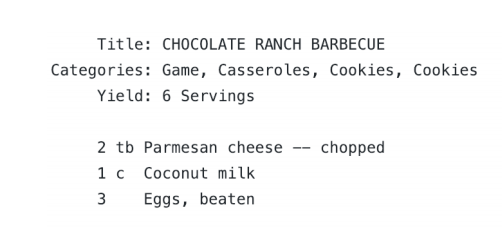 Title: CHOCOLATE RANCH BARBECUE
Categories: Game, Casseroles, Cookies, Cookies
Yield: 6 Servings
2 tb Parmesan cheese -- chopped
1 c Coconut milk
3 Eggs, beaten